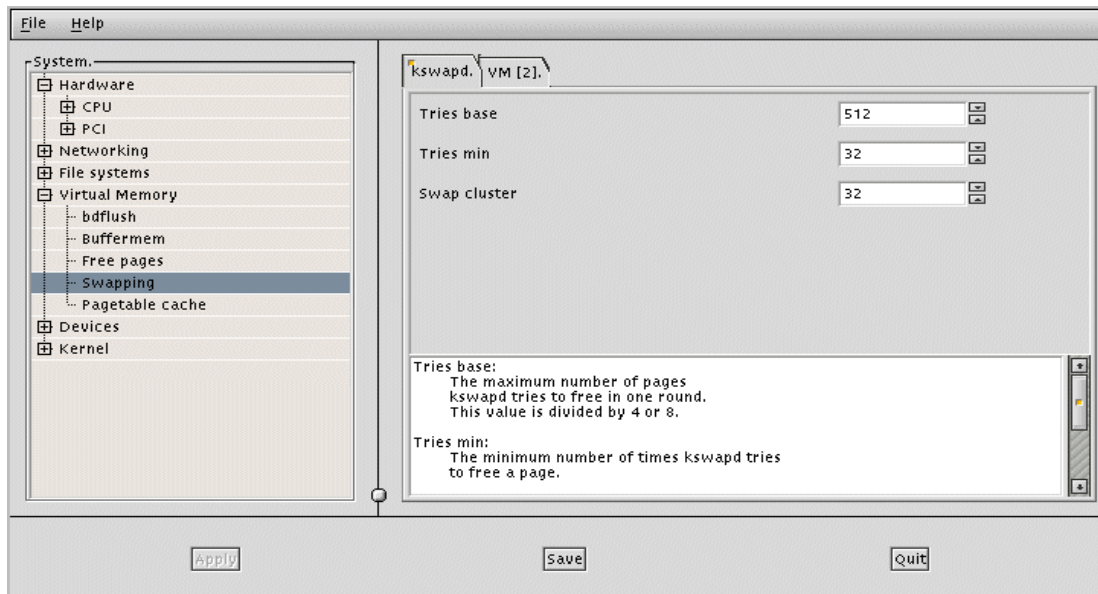 File Help
System.
Hardware
CPU
PCI
Networking
File systems
Virtual Memory
bdflush
Buffermem
Free pages
Swapping
Pagetable cache
Devices
Kernel
kswapd. VM [2].
Tries base 512
Tries min 32
Swap cluster 32
Tries base:
The maximum number of pages
kswapd tries to free in one round.
This value is divided by 4 or 8.
Tries min:
The minimum number of times kswapd tries
to free a page.
Apply Save Quit